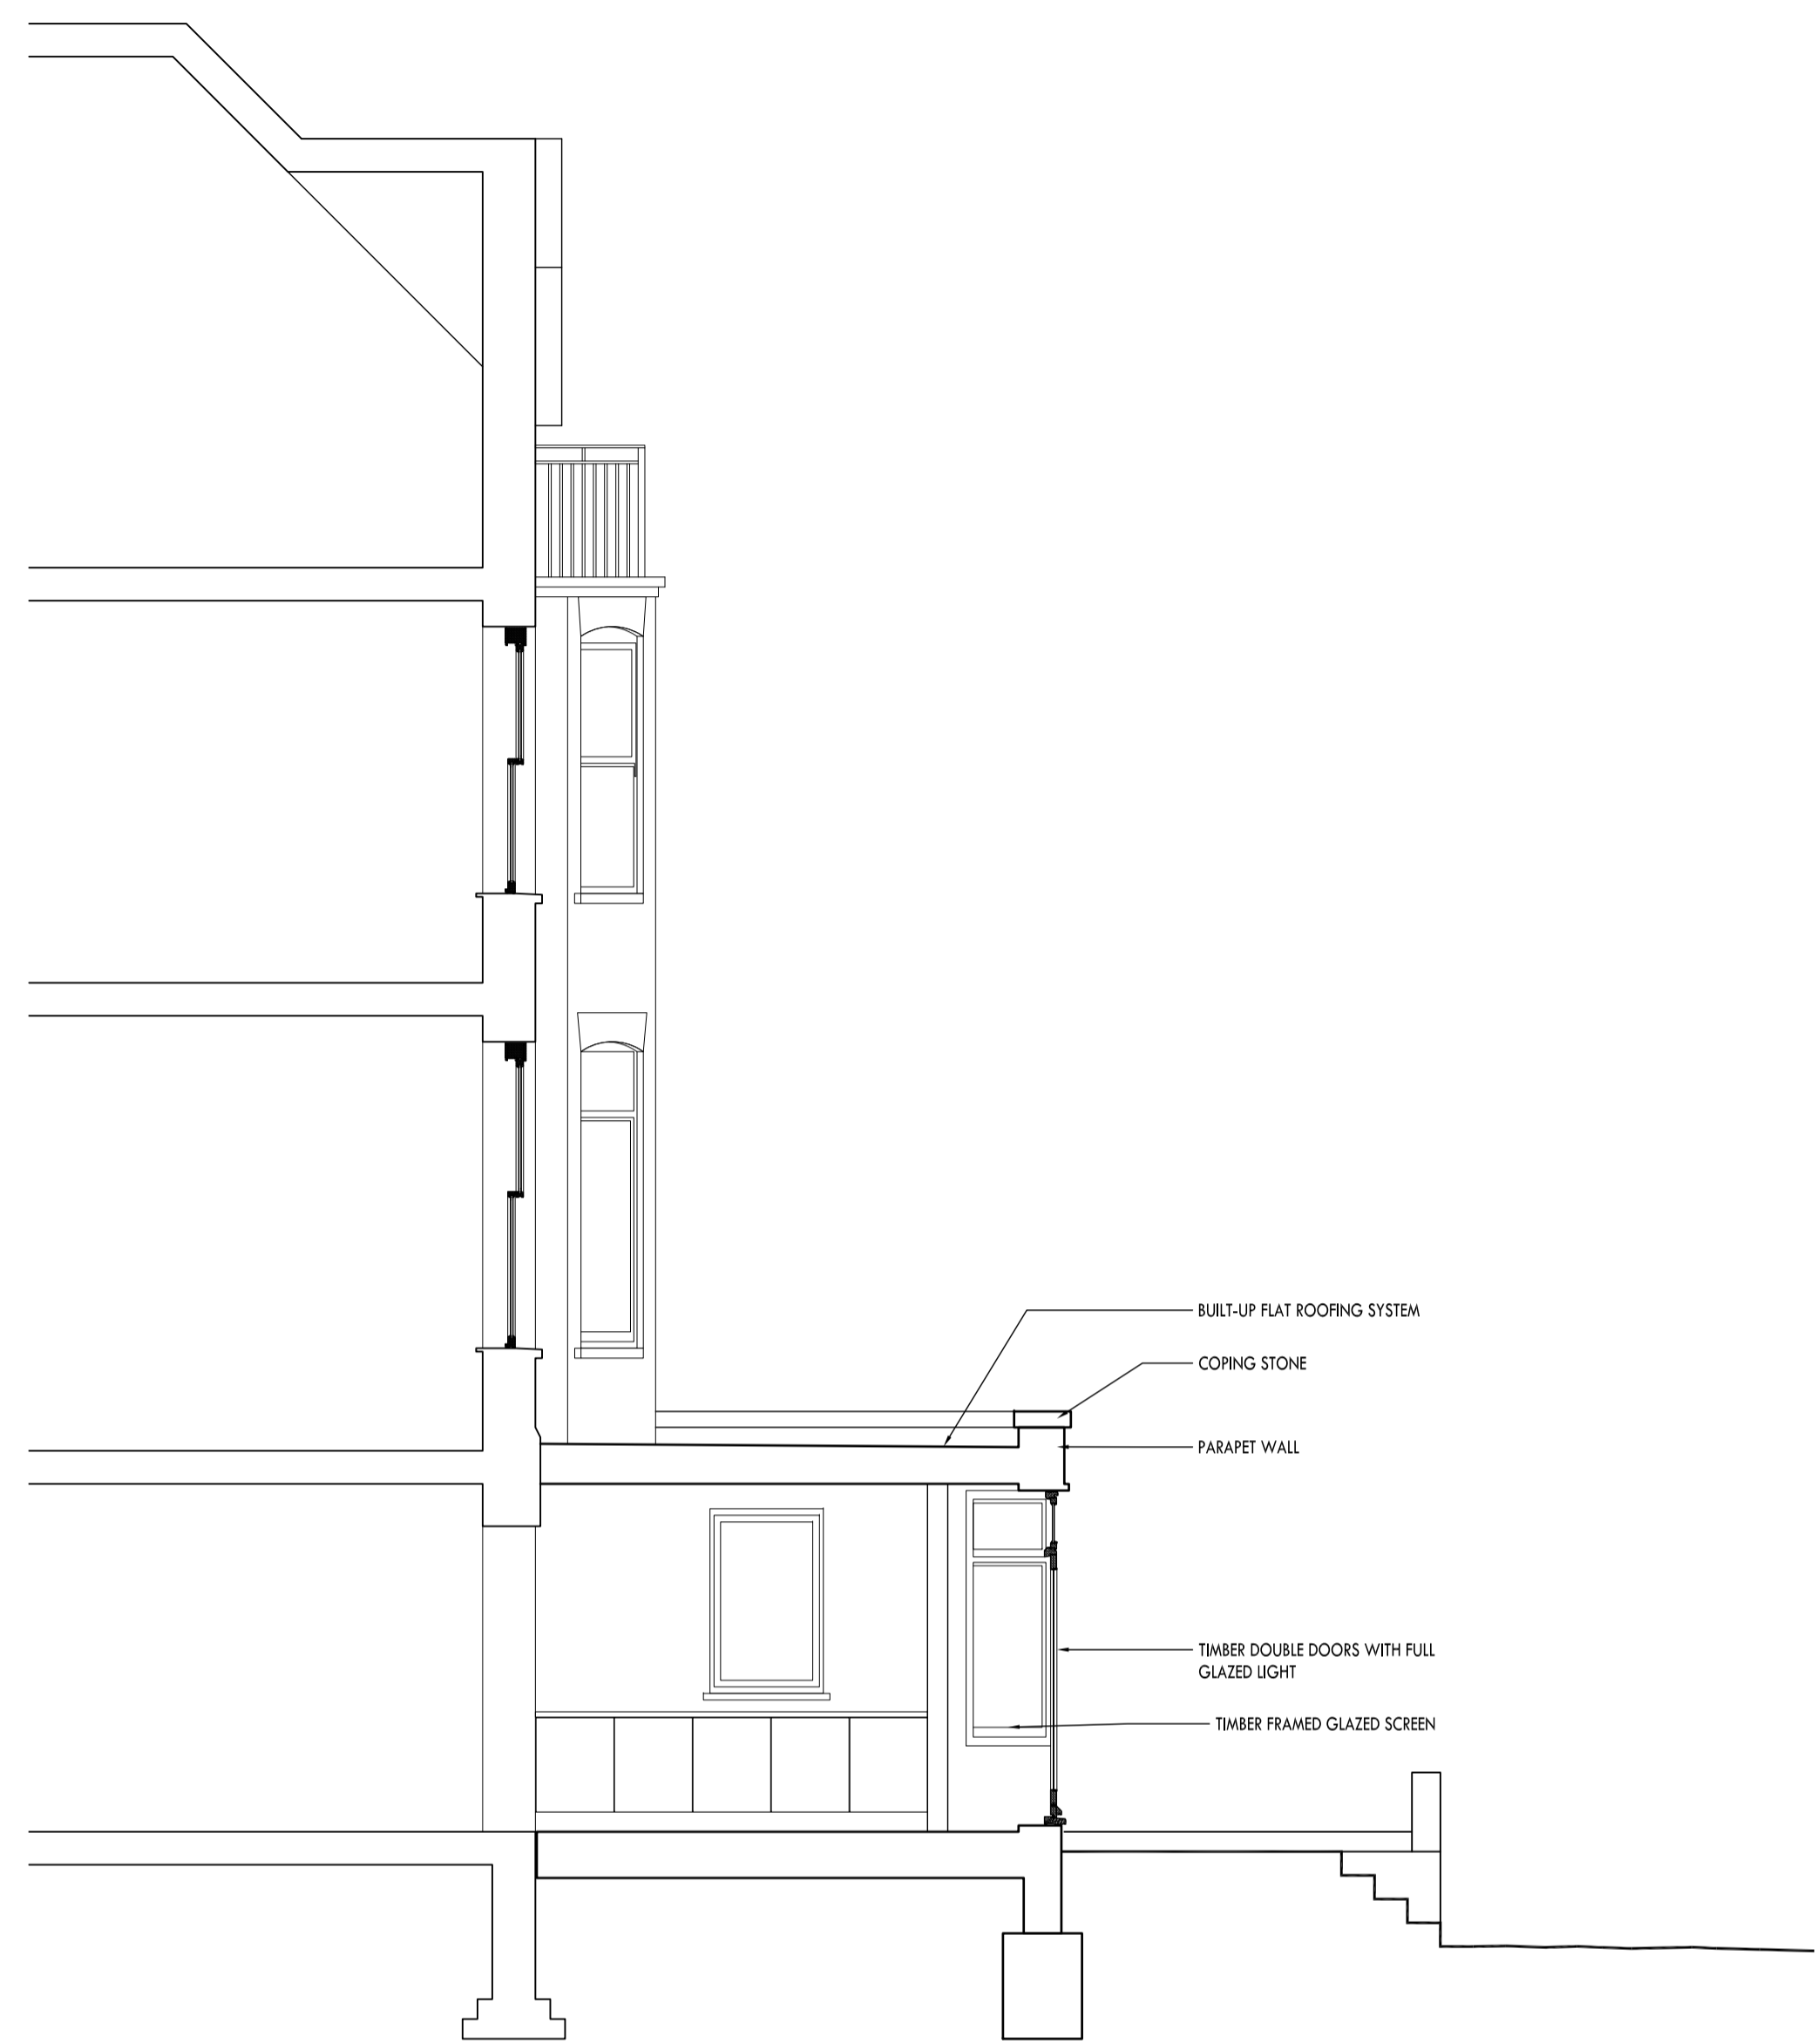 BUILT-UP FLAT ROOFING SYSTEM
COPING STONE
PARAPET WALL
TIMBER DOUBLE DOORS WITH FULL
GLAZED LIGHT
TIMBER FRAMED GLAZED SCREEN